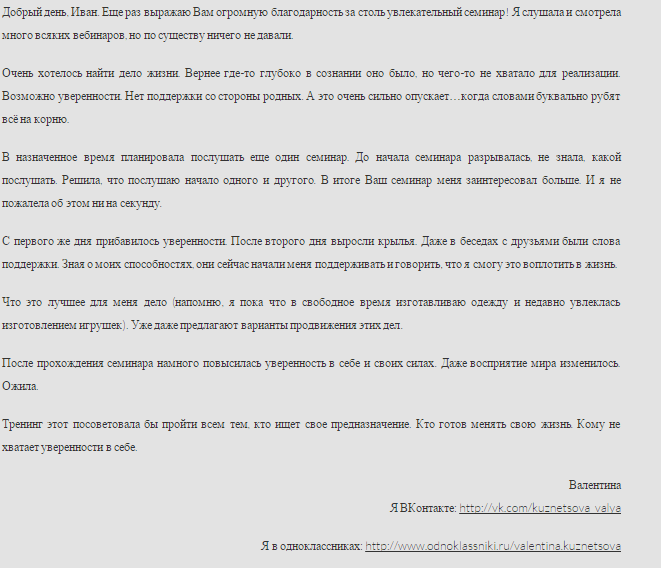 Добрый день, Иван. Еще раз выражаю Вам огромную благодарность за столь увлекательный семинар! Я слушала и смотрела
много всяких вебинаров, но по существу ничего не давали.
Очень хотелось найти дело жизни. Вернее где-то глубоко в сознании оно было, но чего-то не хватало для реализации.
Возможно уверенности. Нет поддержки со стороны родных. А это очень сильно опускает…когда словами буквально рубят
всё на корню.
В назначенное время планировала послушать еще один семинар. До начала семинара разрывалась, не знала, какой
послушать. Решила, что послушаю начало одного и другого. В итоге Ваш семинар меня заинтересовал больше. И я не
пожалела об этом ни на секунду.
С первого же дня прибавилось уверенности. После второго дня выросли крылья. Даже в беседах с друзьями были слова
поддержки. Зная о моих способностях, они сейчас начали меня поддерживать и говорить, что я смогу это воплотить в жизнь.
Что это лучшее для меня дело (напомню, я пока что в свободное время изготавливаю одежду и недавно увлеклась
изготовлением игрушек). Уже даже предлагают варианты продвижения этих дел.
После прохождения семинара намного повысилась уверенность в себе и своих силах. Даже восприятие мира изменилось.
Ожила.
Тренинг этот посоветовала бы пройти всем тем, кто ищет свое предназначение. Кто готов менять свою жизнь. Кому не
хватает уверенности в себе.
Валентина
Я ВКонтакте: http://vk.com/kuznetsova_valya
Я в одноклассниках: http://www.odnoklassniki.ru/valentina.kuznetsova